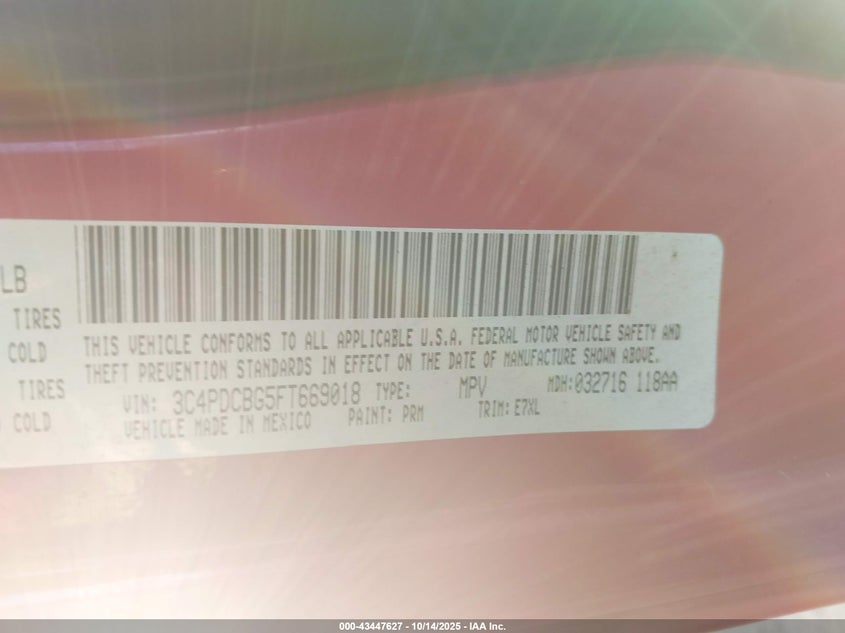 LB
TIRES
COLD
TIRES
COLD
THIS VEHICLE CONFORMS TO ALL APPLICABLE U.S.A. FEDERAL MOTOR VEHICLE SAFETY AND
THEFT PREVENTION STANDARDS IN EFFECT ON THE DATE OF MANUFACTURE SHOWN ABOVE.
VIN: 3C4PDCBG5FT669018 TYPE: MPV MDH:032716 118AA
VEHICLE MADE IN MEXICO PAINT: PRM TRIM: E7XL
000-43447627 - 10/14/2025 - IAA Inc.